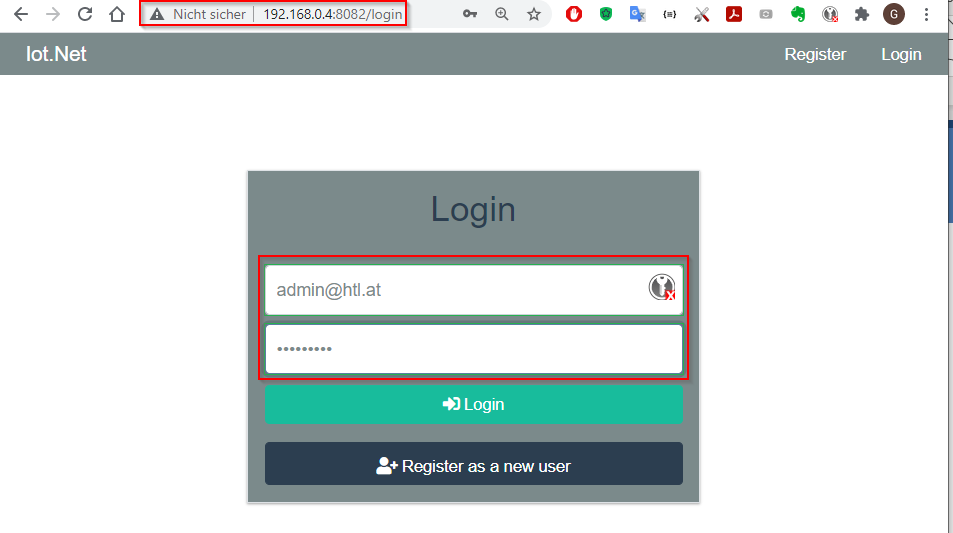 Nicht sicher | 192.168.0.4:8082/login
G
Iot.Net
Register
Login
Login
admin@htl.at
•••••••••
Login
Register as a new user